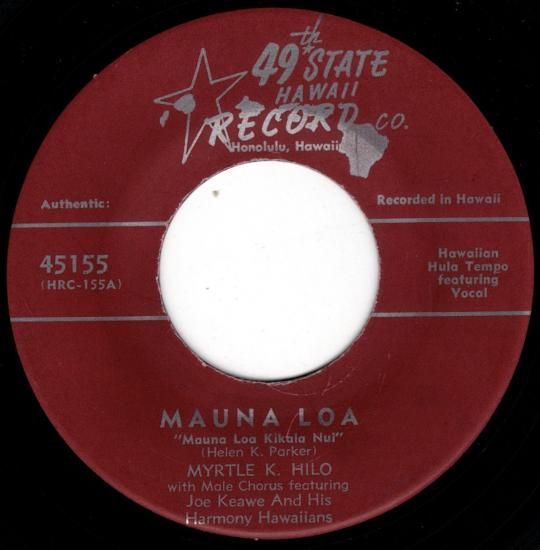 49th STATE
HAWAII
RECORD CO.
Honolulu, Hawaii
Authentic:
Recorded in Hawaii
45155
(HRC-155A)
Hawaiian
Hula Tempo
featuring
Vocal
MAUNA LOA
"Mauna Loa Kikala Nui"
(Helen K. Parker)
MYRTLE K. HILO
with Male Chorus featuring
Joe Keawe And His
Harmony Hawaiians